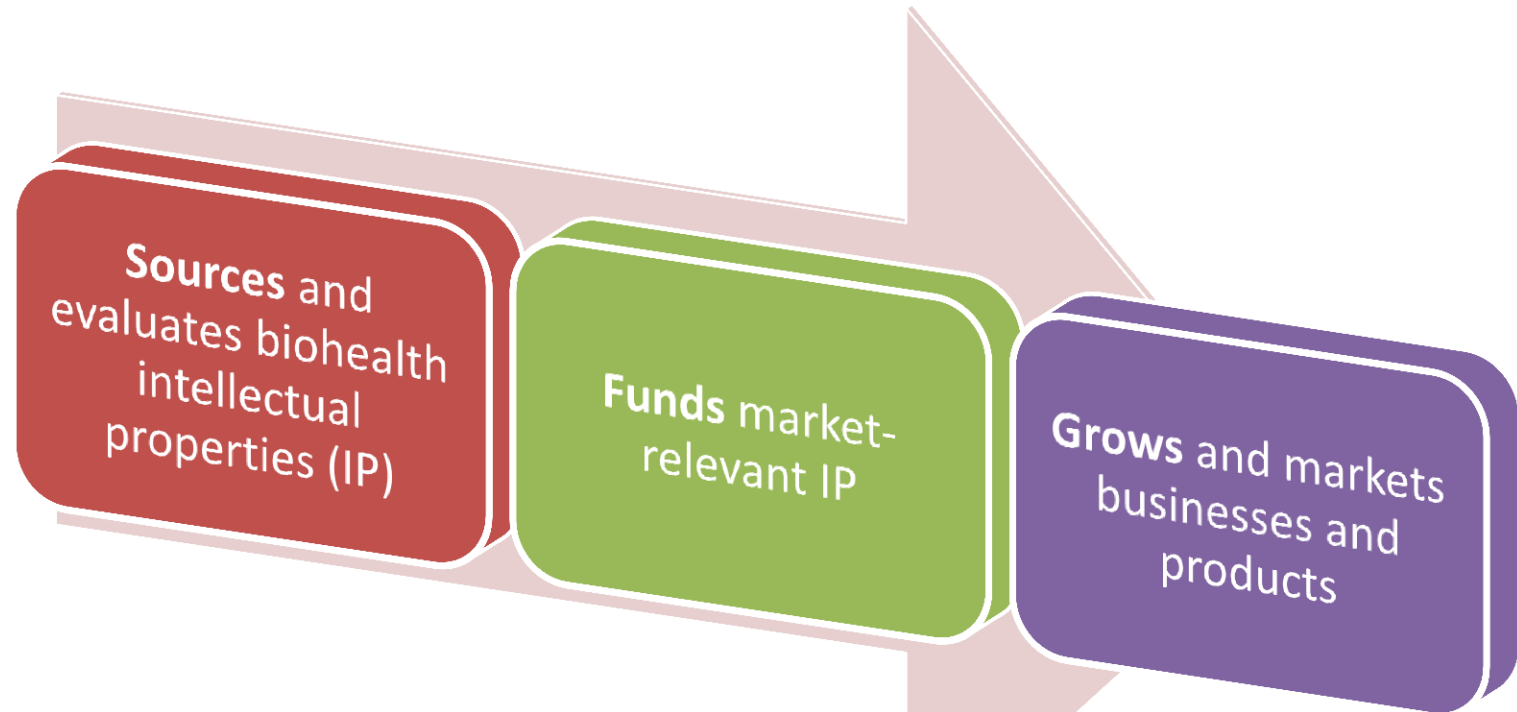 Sources and
evaluates biohealth
intellectual
properties (IP)
Funds market-
relevant IP
Grows and markets
businesses and
products